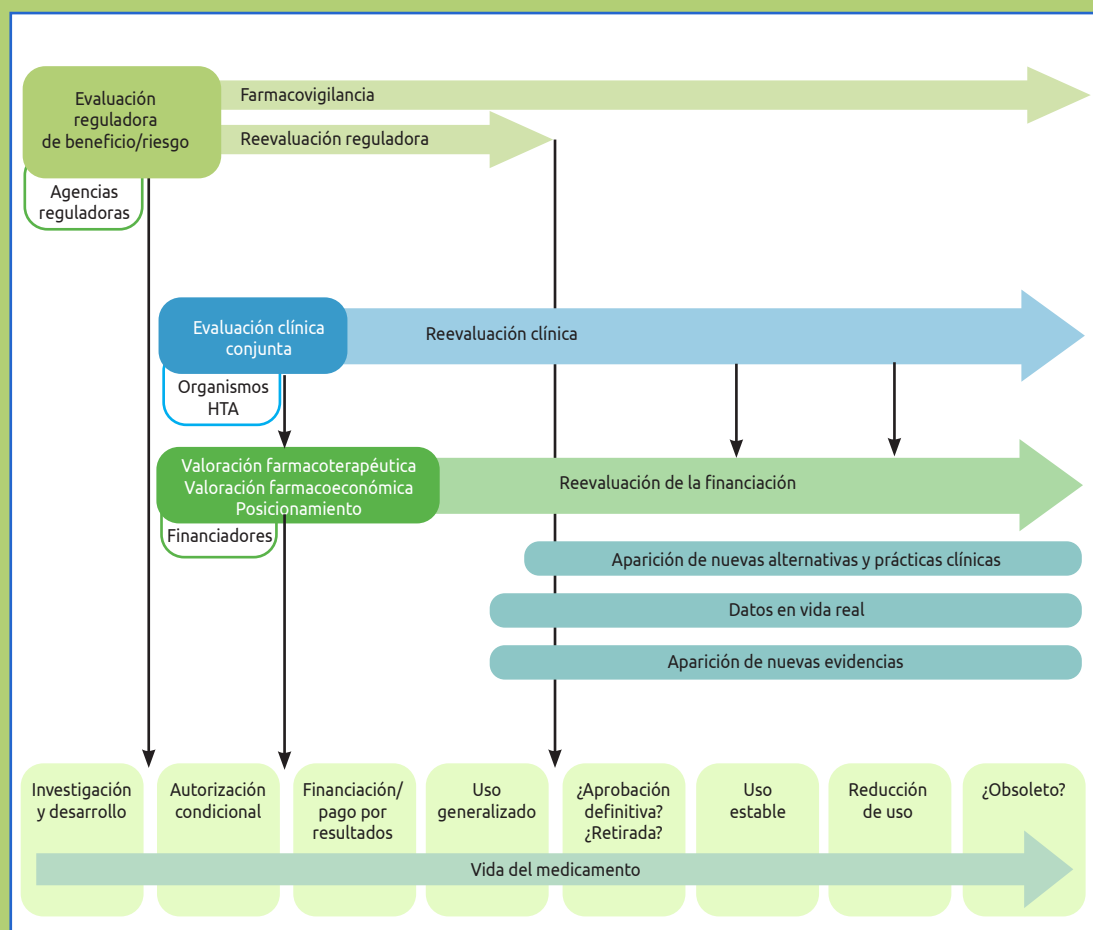 Evaluación
reguladora
de beneficio/riesgo
Farmacovigilancia
Reevaluación reguladora
Agencias
reguladoras
Evaluación clínica
conjunta
Reevaluación clínica
Organismos
HTA
Valoración farmacoterapéutica
Valoración farmacoeconómica
Posicionamiento
Reevaluación de la financiación
Financiadores
Aparición de nuevas alternativas y prácticas clínicas
Datos en vida real
Aparición de nuevas evidencias
Investigación
y desarrollo
Autorización
condicional
Financiación/
pago por
resultados
Uso
generalizado
¿Aprobación
definitiva?
¿Retirada?
Uso
estable
Reducción
de uso
¿Obsoleto?
Vida del medicamento